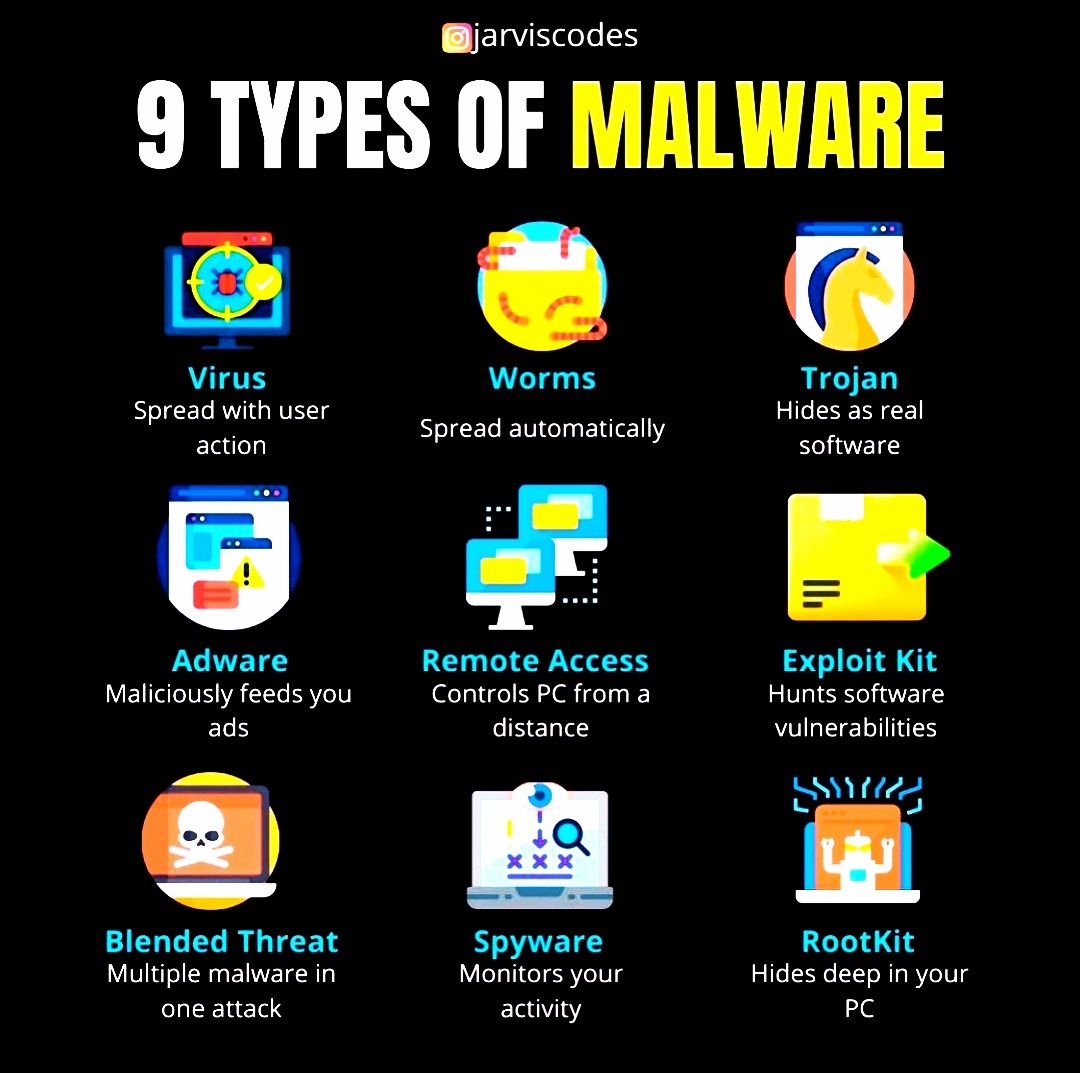 jarviscodes
9 TYPES OF MALWARE
Virus
Spread with user
action
Worms
Spread automatically
Trojan
Hides as real
software
Adware
Maliciously feeds you
ads
Remote Access
Controls PC from a
distance
Exploit Kit
Hunts software
vulnerabilities
Blended Threat
Multiple malware in
one attack
Spyware
Monitors your
activity
RootKit
Hides deep in your
PC